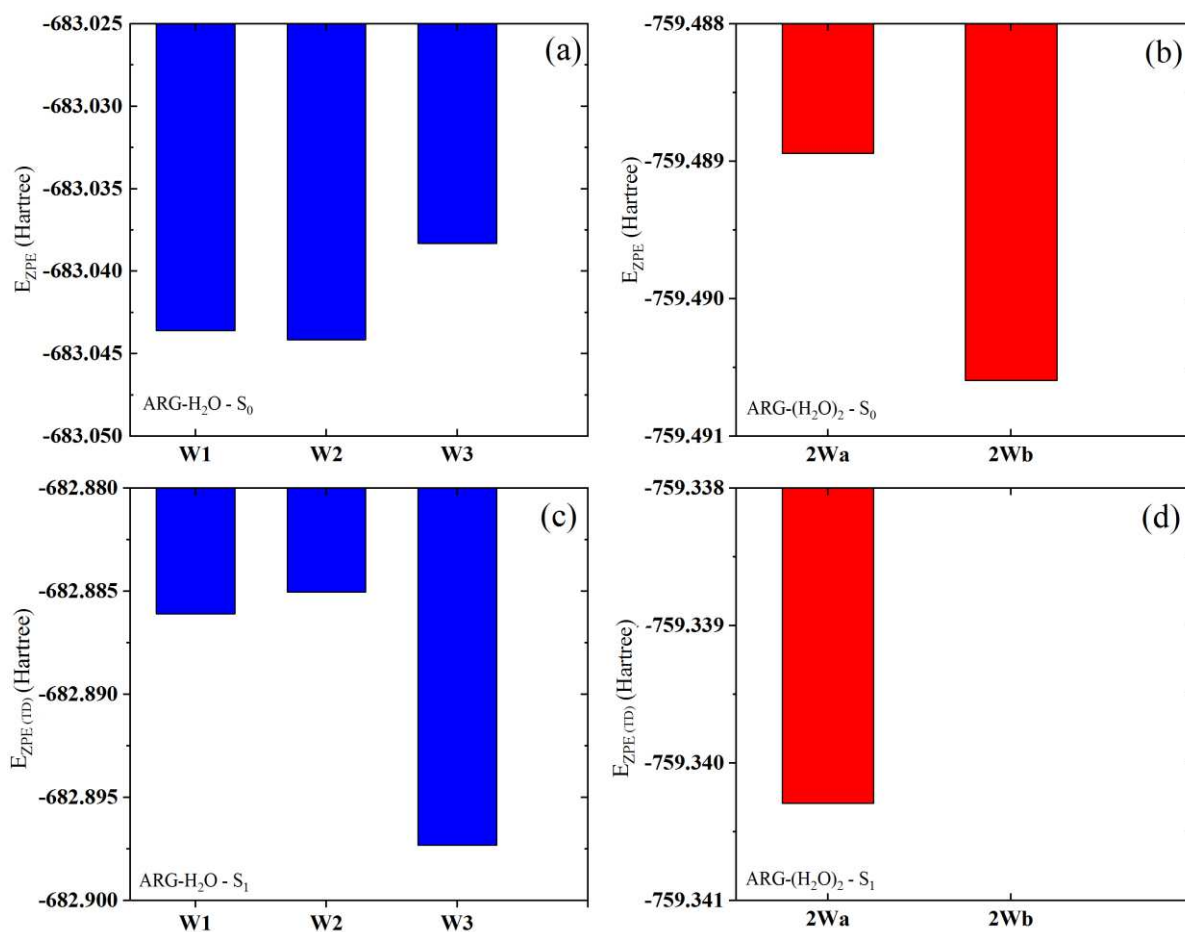 -683.025
-683.030
-683.035
-683.040
-683.045
-683.050
E_ZPE (Hartree)
(a)
ARG-H₂O - S₀
W1 W2 W3
-759.488
-759.489
-759.490
-759.491
E_ZPE (Hartree)
(b)
ARG-(H₂O)₂ - S₀
2Wa 2Wb
-682.880
-682.885
-682.890
-682.895
-682.900
E_ZPE (TD) (Hartree)
(c)
ARG-H₂O - S₁
W1 W2 W3
-759.338
-759.339
-759.340
-759.341
E_ZPE (TD) (Hartree)
(d)
ARG-(H₂O)₂ - S₁
2Wa 2Wb